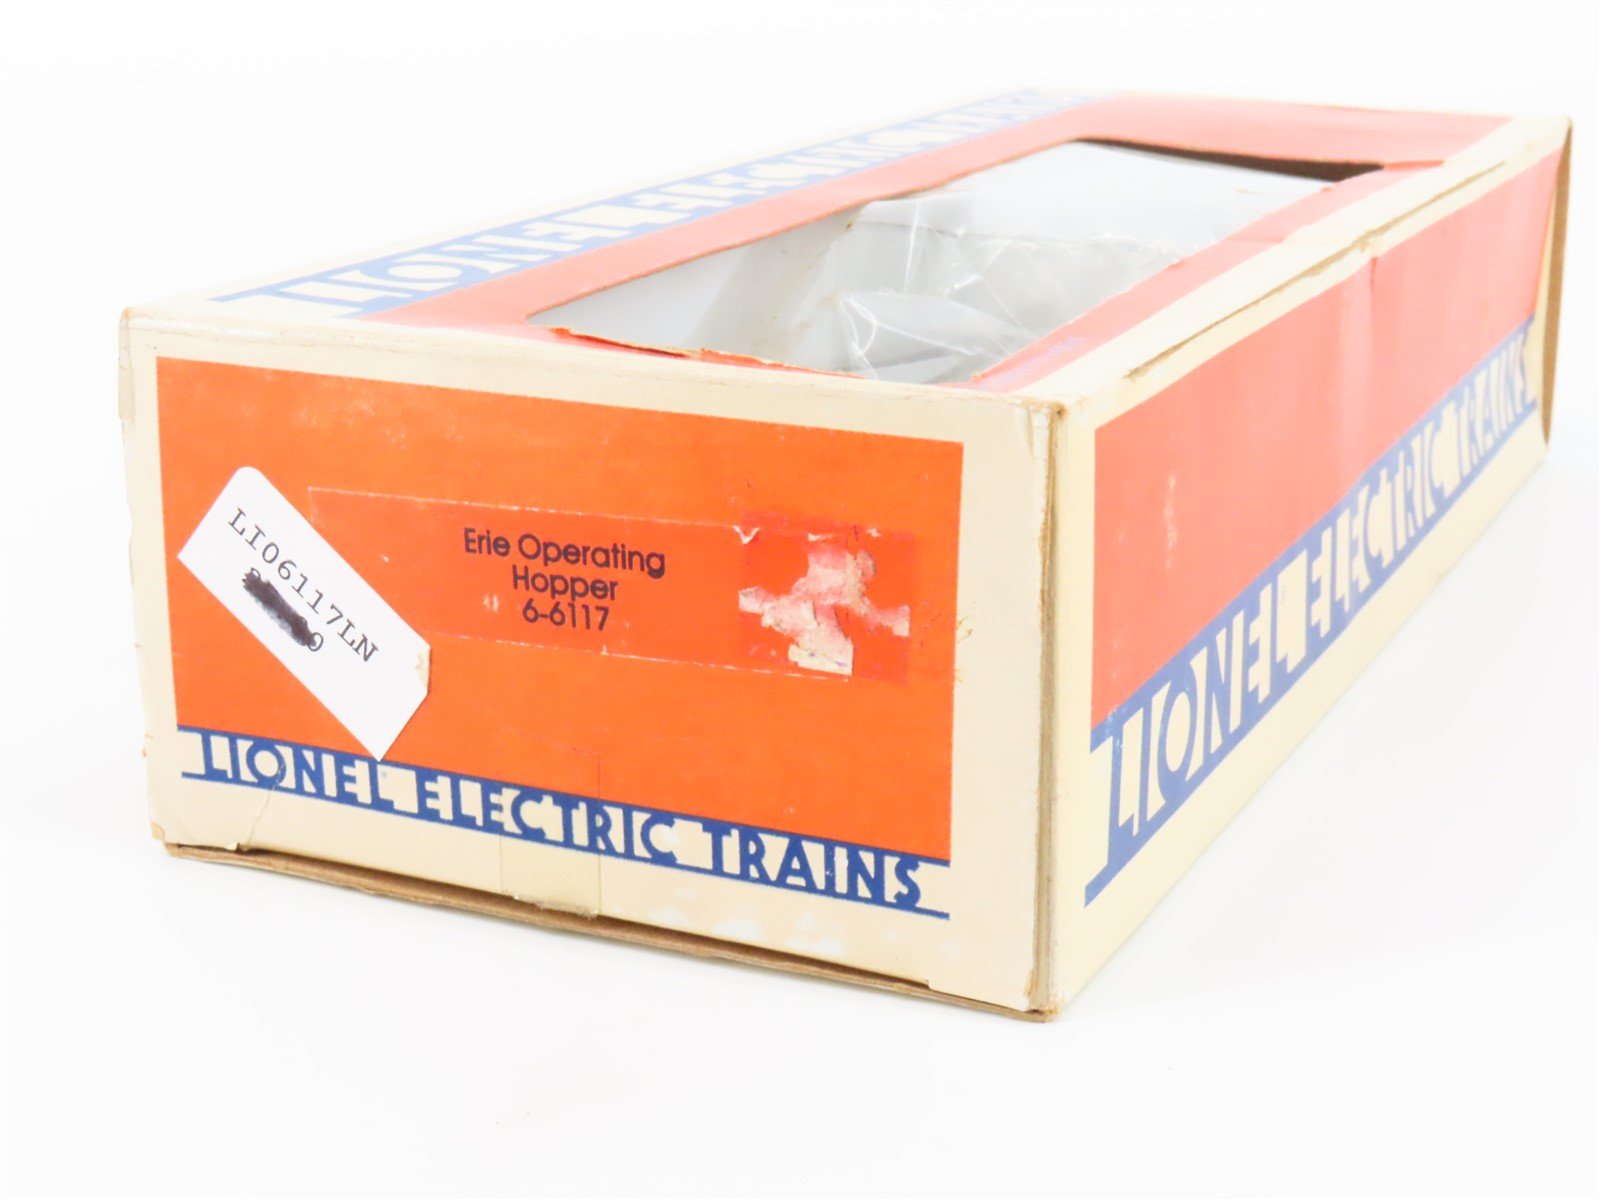 LIONEL ELECTRIC TRAINS
Erie Operating
Hopper
6-6117
LI06117LN
LIONEL ELECTRIC TRAINS
LIONEL ELECTRIC TRAINS